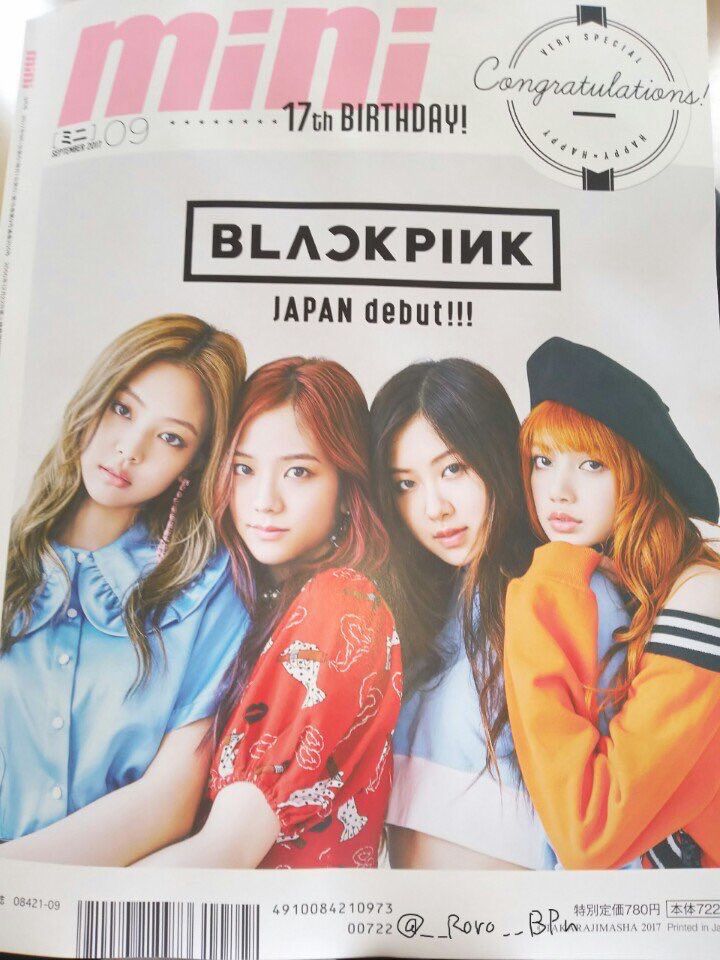 mini
VERY SPECIAL
Congratulations!
HAPPY×HAPPY
17th BIRTHDAY!
[ミニ]09
SEPTEMBER 2017
BLACKPINK
JAPAN debut!!!
誌 08421-09
4910084210973
00722
@__Roro__BPn
特別定価780円 本体722
TAKARAJIMASHA 2017 Printed in Ja